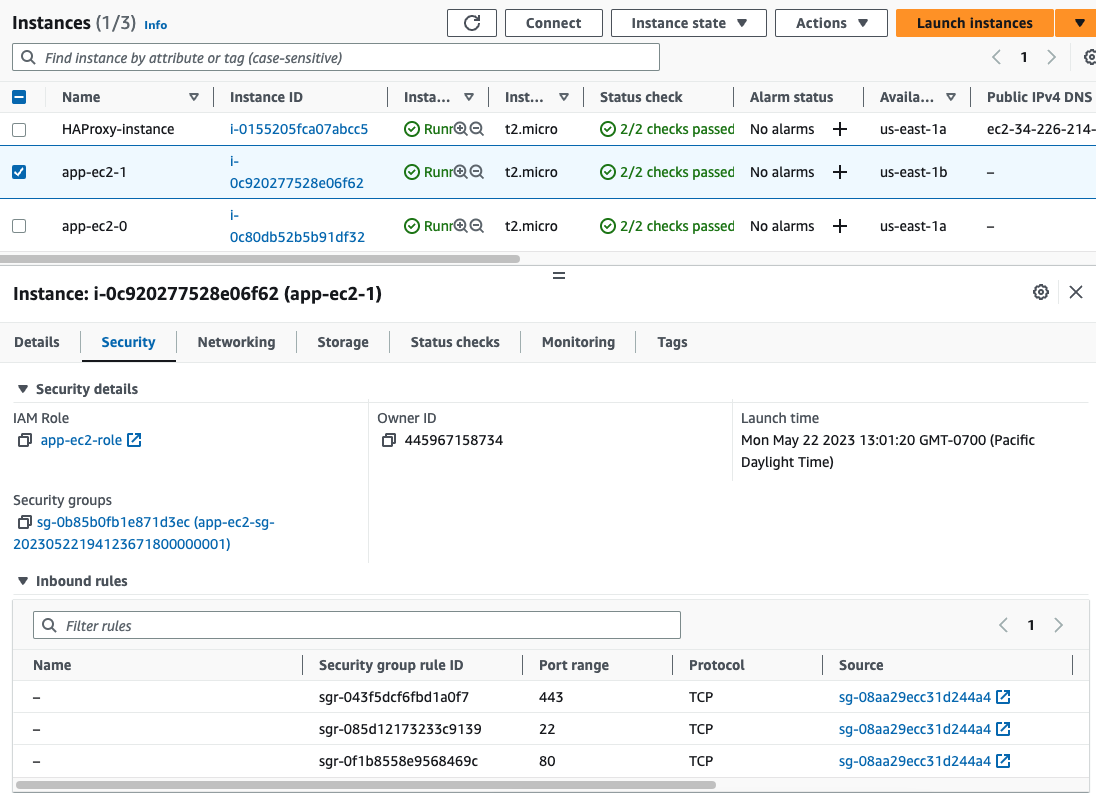 Instances (1/3) Info
Connect
Instance state
Actions
Launch instances
Find instance by attribute or tag (case-sensitive)
1
Name Instance ID Insta... Inst... Status check Alarm status Availa... Public IPv4 DNS
HAProxy-instance i-0155205fca07abcc5 Runr t2.micro 2/2 checks passed No alarms us-east-1a ec2-34-226-214-
i-
app-ec2-1 Runr t2.micro 2/2 checks passed No alarms us-east-1b –
0c920277528e06f62
i-
app-ec2-0 Runr t2.micro 2/2 checks passed No alarms us-east-1a –
0c80db52b5b91df32
Instance: i-0c920277528e06f62 (app-ec2-1)
Details Security Networking Storage Status checks Monitoring Tags
Security details
IAM Role
app-ec2-role
Owner ID
445967158734
Launch time
Mon May 22 2023 13:01:20 GMT-0700 (Pacific
Daylight Time)
Security groups
sg-0b85b0fb1e871d3ec (app-ec2-sg-
20230522194123671800000001)
Inbound rules
Filter rules
1
Name Security group rule ID Port range Protocol Source
– sgr-043f5dcf6fbd1a0f7 443 TCP sg-08aa29ecc31d244a4
– sgr-085d12173233c9139 22 TCP sg-08aa29ecc31d244a4
– sgr-0f1b8558e9568469c 80 TCP sg-08aa29ecc31d244a4